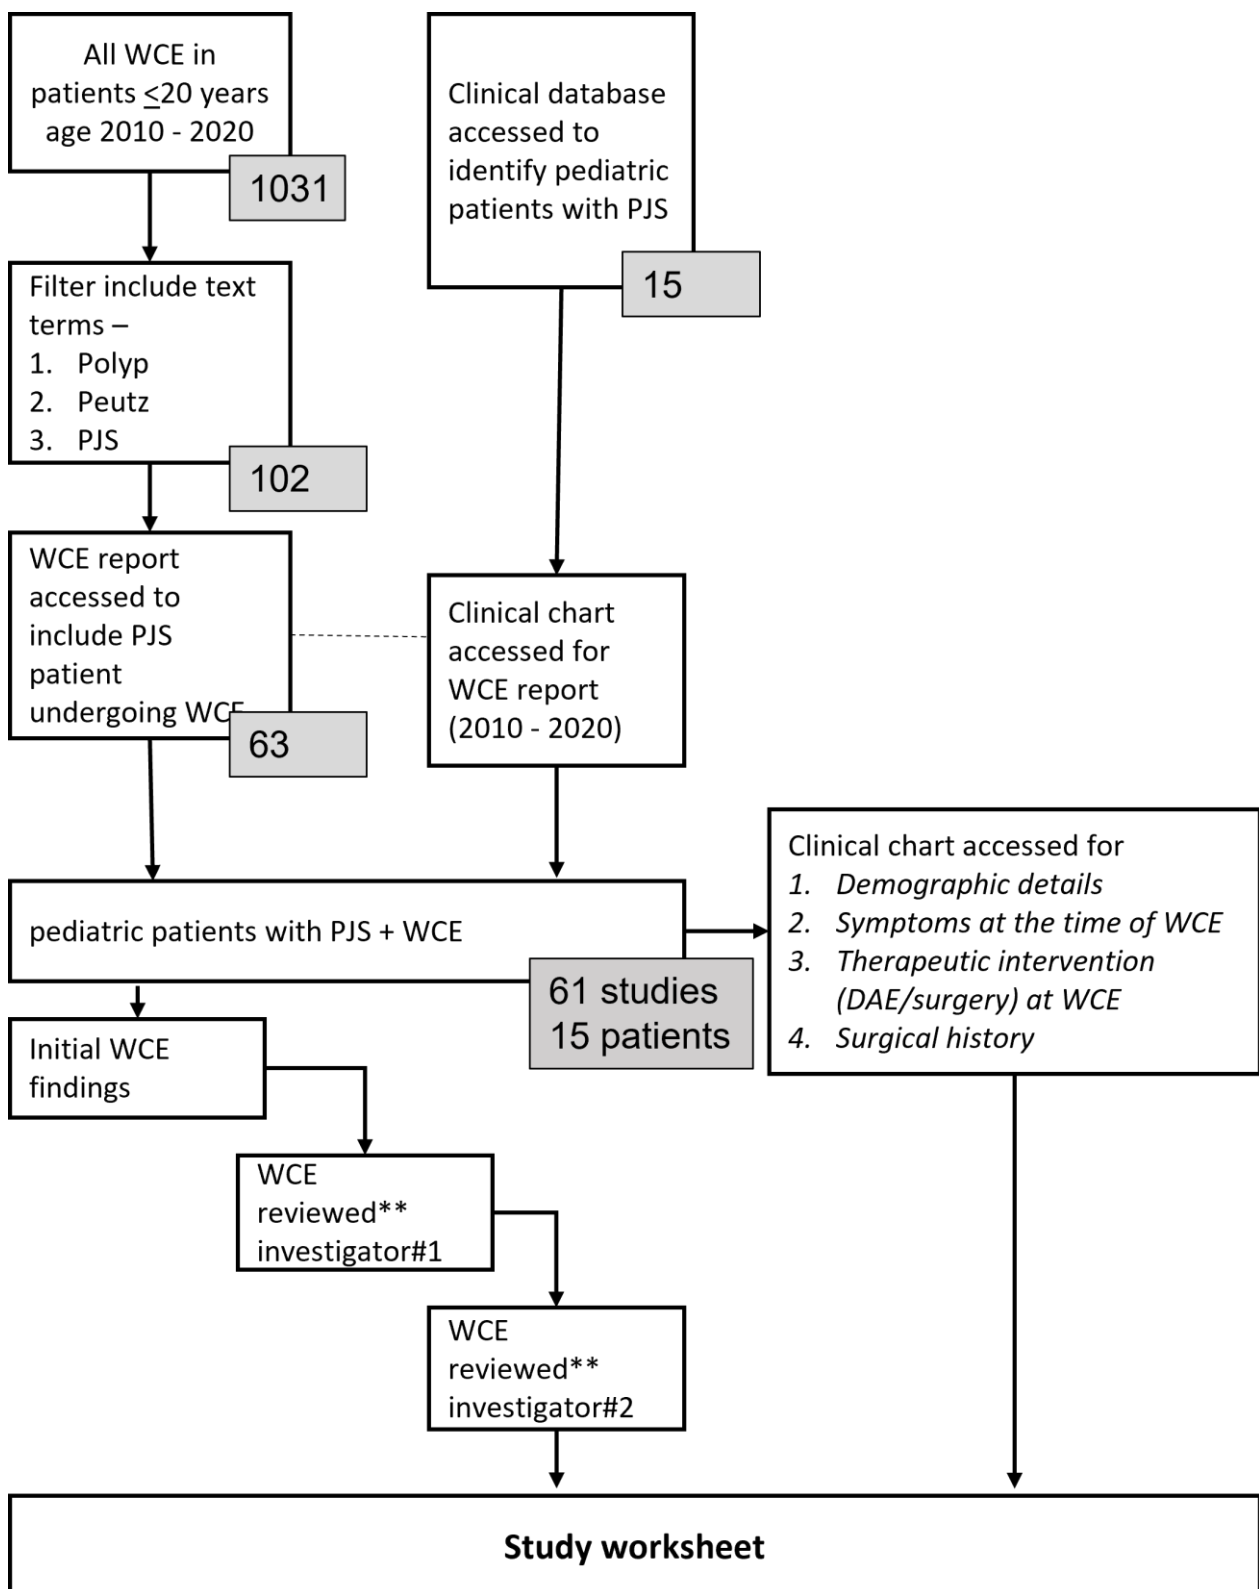 All WCE in
patients ≤20 years
age 2010 - 2020
1031
Clinical database
accessed to
identify pediatric
patients with PJS
15
Filter include text
terms –
1. Polyp
2. Peutz
3. PJS
102
WCE report
accessed to
include PJS
patient
undergoing WCE
63
Clinical chart
accessed for
WCE report
(2010 - 2020)
pediatric patients with PJS + WCE
61 studies
15 patients
Clinical chart accessed for
1. Demographic details
2. Symptoms at the time of WCE
3. Therapeutic intervention
(DAE/surgery) at WCE
4. Surgical history
Initial WCE
findings
WCE
reviewed**
investigator#1
WCE
reviewed**
investigator#2
Study worksheet